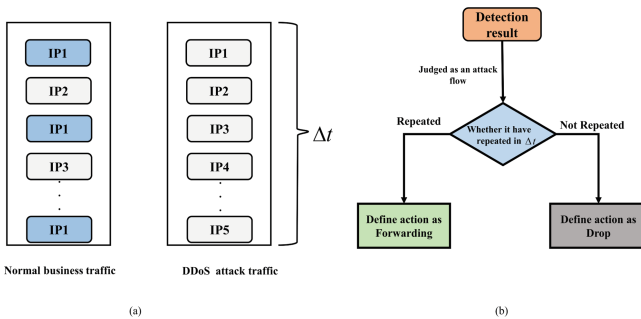 IP1
IP2
IP1
IP3
IP1
Normal business traffic
IP1
IP2
IP3
IP4
IP5
DDoS attack traffic
Δt
(a)
Detection
result
Judged as an attack
flow
Whether it have
repeated in Δt
Repeated
Not Repeated
Define action as
Forwarding
Define action as
Drop
(b)